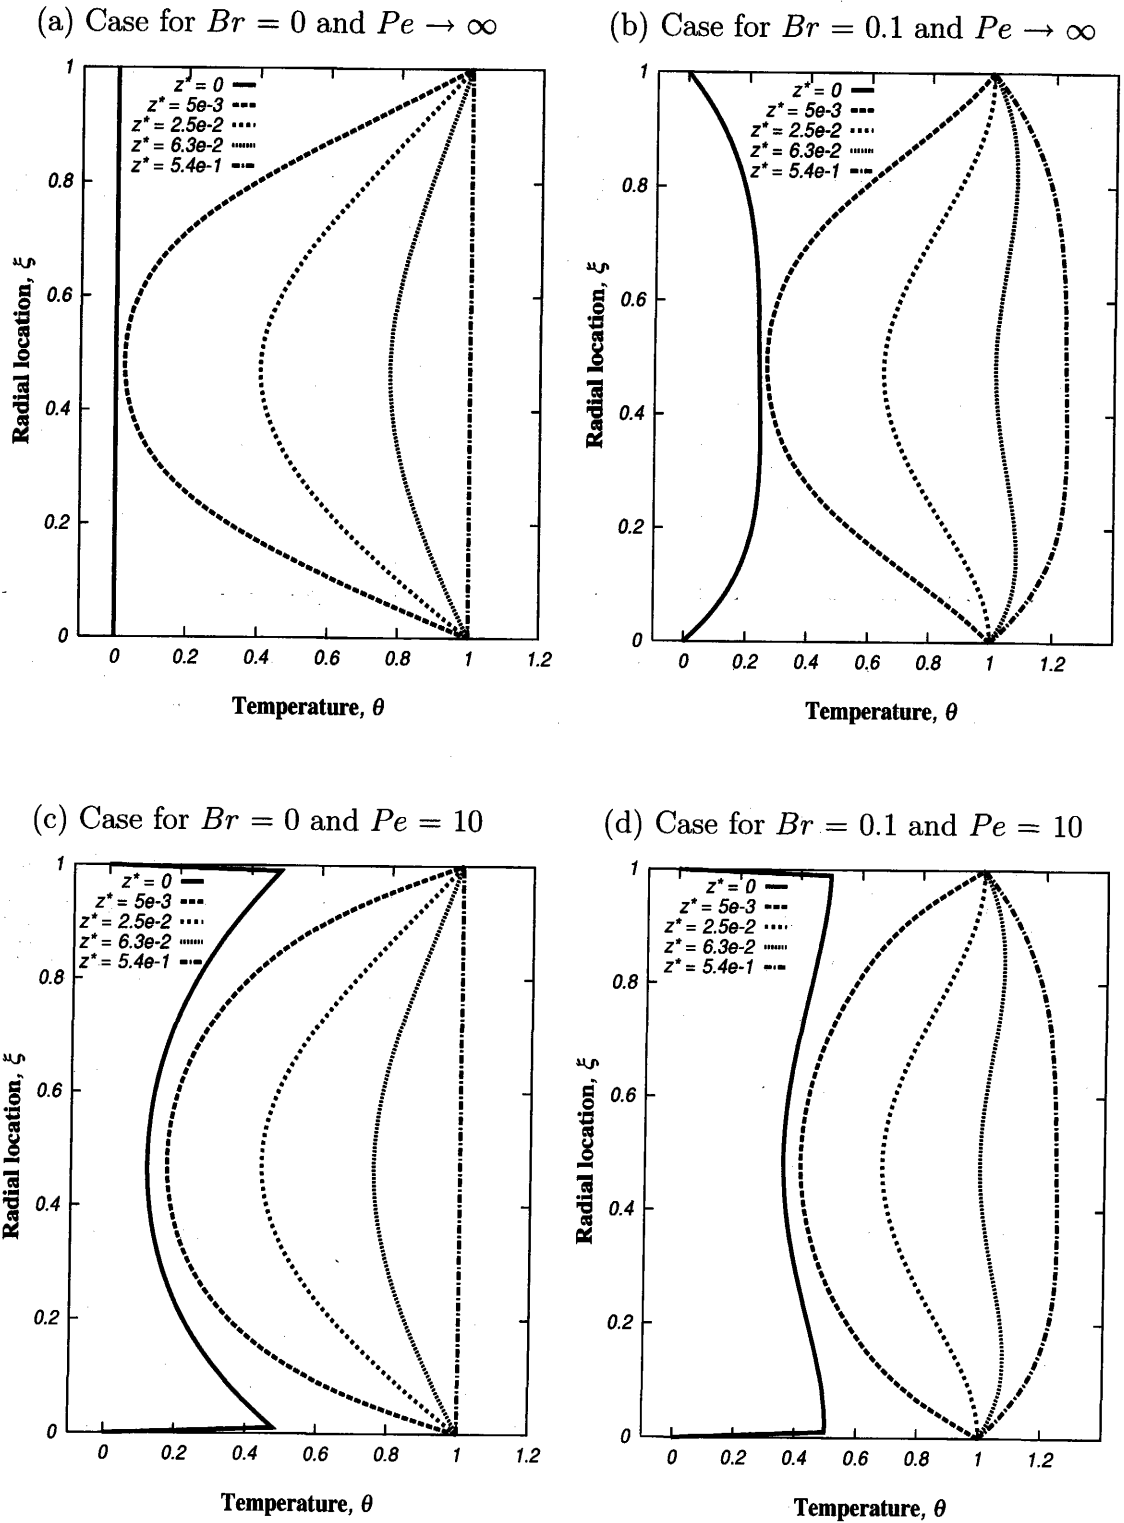 (a) Case for Br = 0 and Pe → ∞
1
0.8
0.6
0.4
0.2
0
z* = 0
z* = 5e-3
z* = 2.5e-2
z* = 6.3e-2
z* = 5.4e-1
Radial location, ξ
0 0.2 0.4 0.6 0.8 1 1.2
Temperature, θ
(b) Case for Br = 0.1 and Pe → ∞
1
0.8
0.6
0.4
0.2
0
z* = 0
z* = 5e-3
z* = 2.5e-2
z* = 6.3e-2
z* = 5.4e-1
Radial location, ξ
0 0.2 0.4 0.6 0.8 1 1.2
Temperature, θ
(c) Case for Br = 0 and Pe = 10
1
0.8
0.6
0.4
0.2
0
z* = 0
z* = 5e-3
z* = 2.5e-2
z* = 6.3e-2
z* = 5.4e-1
Radial location, ξ
0 0.2 0.4 0.6 0.8 1 1.2
Temperature, θ
(d) Case for Br = 0.1 and Pe = 10
1
0.8
0.6
0.4
0.2
0
z* = 0
z* = 5e-3
z* = 2.5e-2
z* = 6.3e-2
z* = 5.4e-1
Radial location, ξ
0 0.2 0.4 0.6 0.8 1 1.2
Temperature, θ